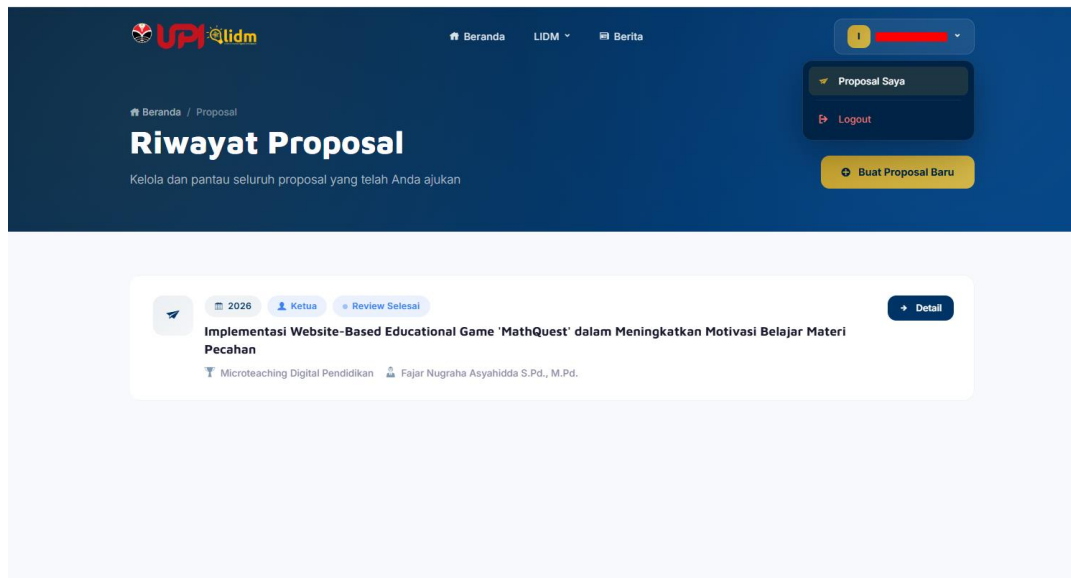 UPI lidm
Beranda LIDM Berita
I
Proposal Saya
Logout
Beranda / Proposal
Riwayat Proposal
Kelola dan pantau seluruh proposal yang telah Anda ajukan
Buat Proposal Baru
2026 Ketua Review Selesai
Detail
Implementasi Website-Based Educational Game 'MathQuest' dalam Meningkatkan Motivasi Belajar Materi
Pecahan
Microteaching Digital Pendidikan Fajar Nugraha Asyahidda S.Pd., M.Pd.